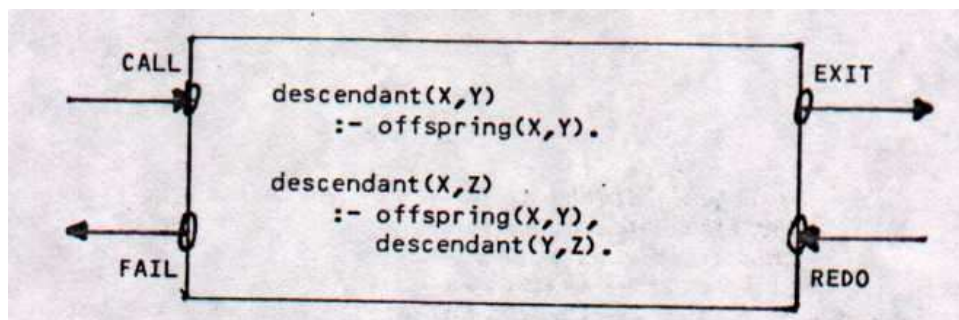 CALL
EXIT
descendant(X,Y)
:- offspring(X,Y).
descendant(X,Z)
:- offspring(X,Y),
descendant(Y,Z).
FAIL
REDO